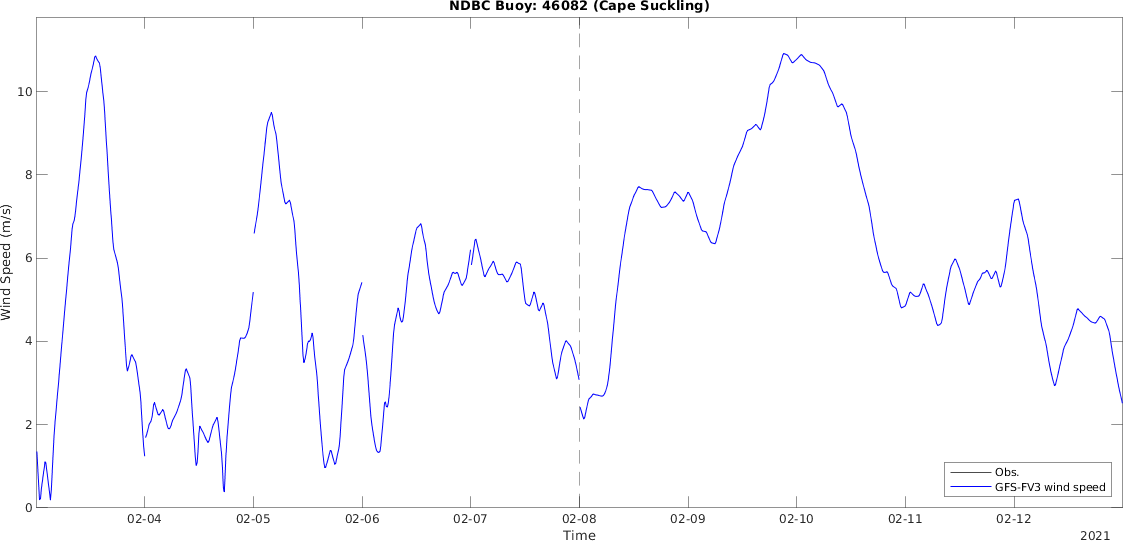 NDBC Buoy: 46082 (Cape Suckling)
Wind Speed (m/s)
10
8
6
4
2
0
Obs.
GFS-FV3 wind speed
02-04 02-05 02-06 02-07 02-08 02-09 02-10 02-11 02-12
Time
2021